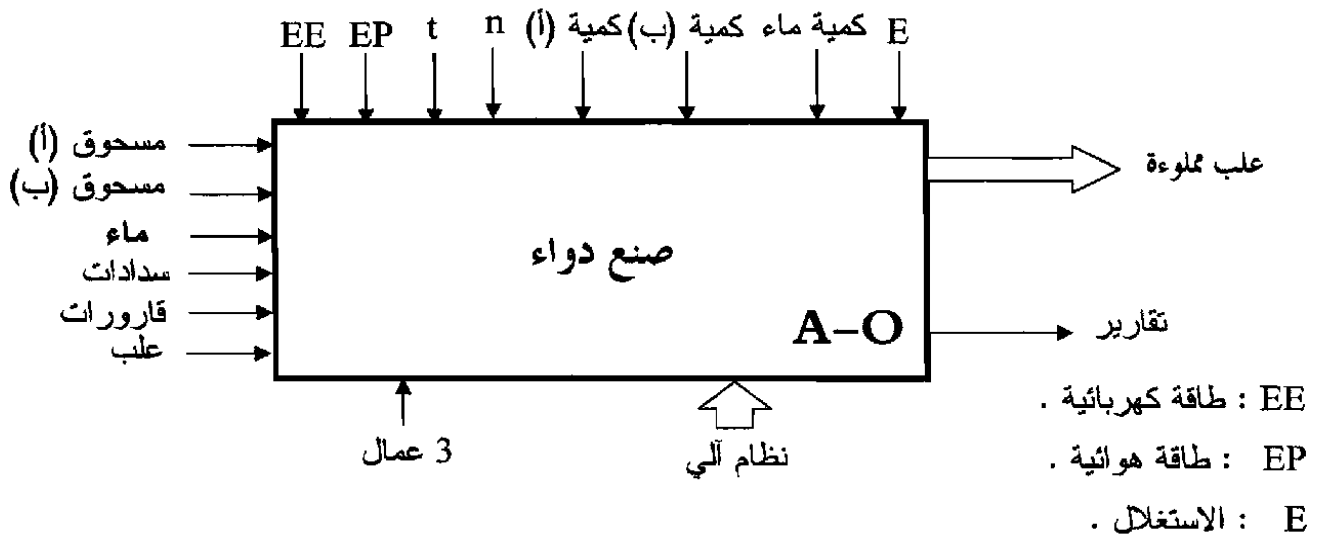 EE EP t n كمية (أ) كمية (ب) كمية ماء E
مسحوق (أ)
مسحوق (ب)
ماء
سدادات
قارورات
علب
صنع دواء
A-O
علب مملوءة
تقارير
3 عمال
نظام آلي
EE : طاقة كهربائية .
EP : طاقة هوائية .
E : الاستغلال .